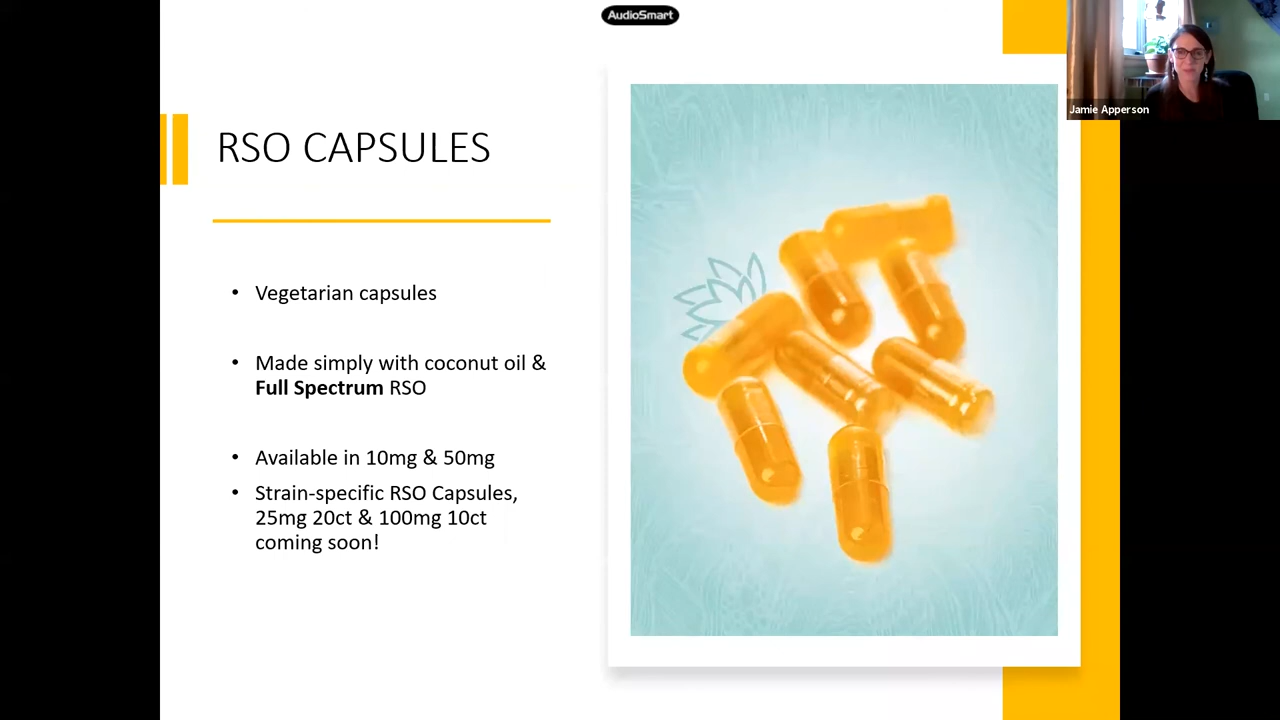 AudioSmart
Jamie Apperson
RSO CAPSULES
• Vegetarian capsules
• Made simply with coconut oil &
Full Spectrum RSO
• Available in 10mg & 50mg
• Strain-specific RSO Capsules,
25mg 20ct & 100mg 10ct
coming soon!